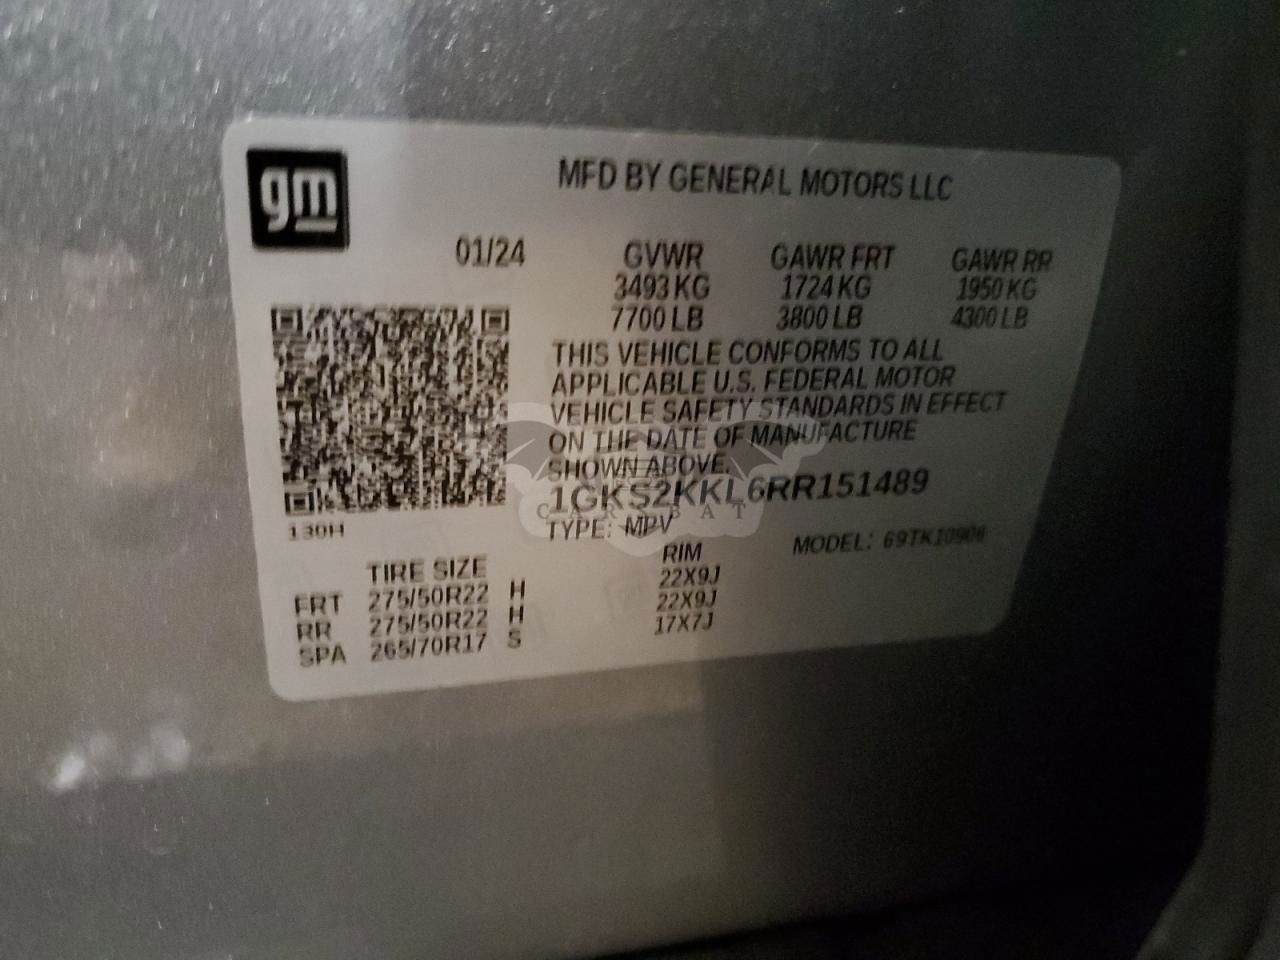 gm
MFD BY GENERAL MOTORS LLC
01/24 GVWR GAWR FRT GAWR RR
3493 KG 1724 KG 1950 KG
7700 LB 3800 LB 4300 LB
THIS VEHICLE CONFORMS TO ALL
APPLICABLE U.S. FEDERAL MOTOR
VEHICLE SAFETY STANDARDS IN EFFECT
ON THE DATE OF MANUFACTURE
SHOWN ABOVE.
1GKS2KKL6RR151489
CARSBAT
130H
TYPE: MPV MODEL: 69TK10906
TIRE SIZE RIM
FRT 275/50R22 H 22X9J
RR 275/50R22 H 22X9J
SPA 265/70R17 S 17X7J